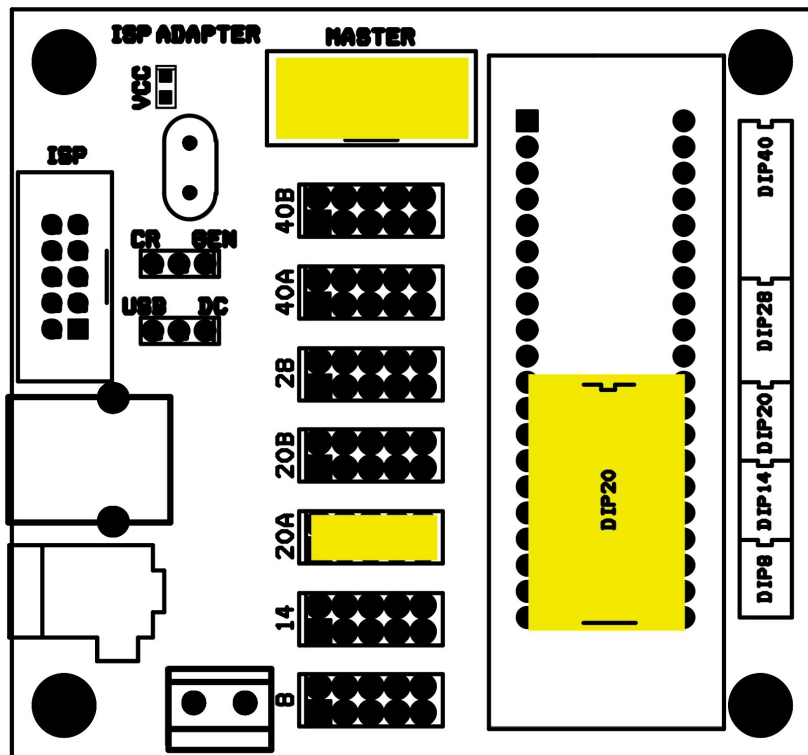 ISP ADAPTER
MASTER
VCC
ISP
CR GEN
USB DC
40B
40A
2B
20B
20A
14
8
DIP20
DIP40
DIP28
DIP20
DIP14
DIP8